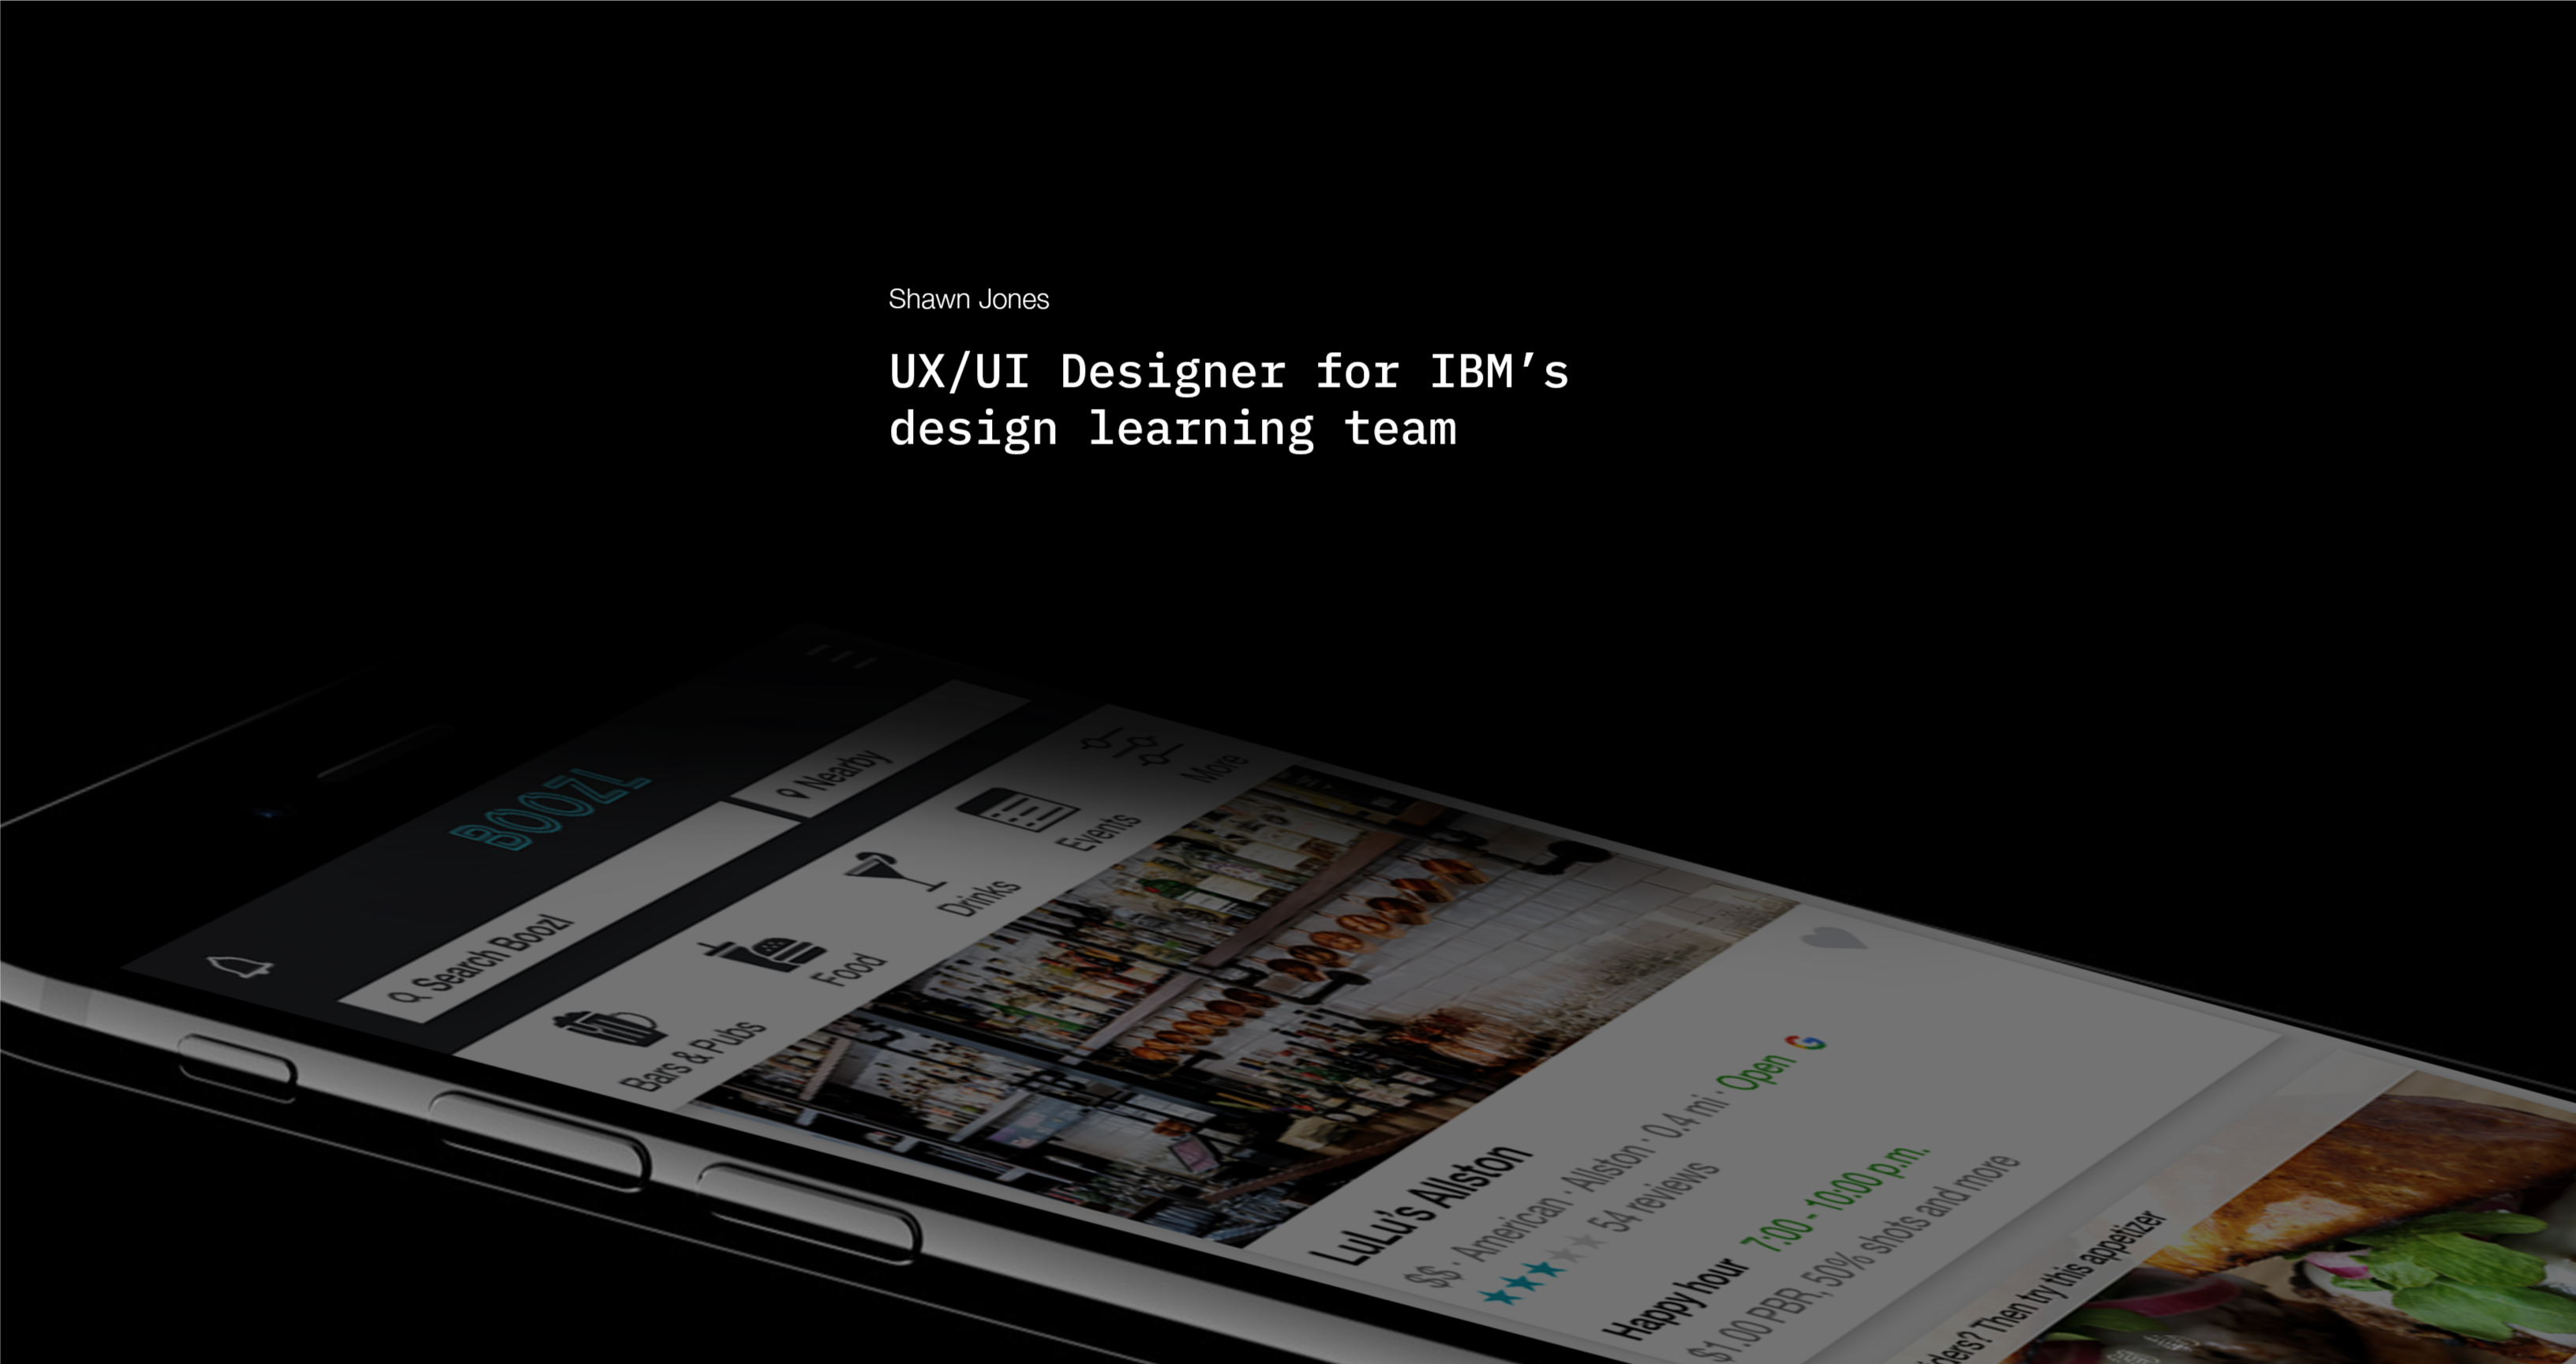 Shawn Jones
UX/UI Designer for IBM’s
design learning team
BOOZL
Search Boozl
Nearby
Bars & Pubs
Food
Drinks
Events
More
LuLu's Allston
$$ · American · Allston · 0.4 mi · Open G
54 reviews
Happy hour 7:00 - 10:00 p.m.
$1.00 PBR, 50% shots and more
Then try this appetizer